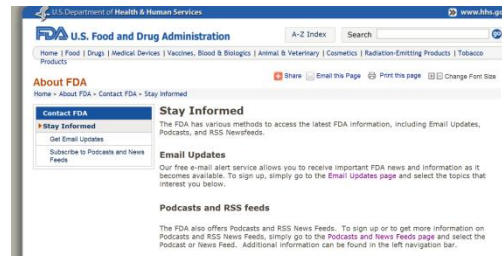 U.S. Department of Health & Human Services www.hhs.go
FDA U.S. Food and Drug Administration A-Z Index Search go
Home | Food | Drugs | Medical Devices | Vaccines, Blood & Biologics | Animal & Veterinary | Cosmetics | Radiation-Emitting Products | Tobacco
Products
About FDA Share Email this Page Print this page Change Font Size
Home > About FDA > Contact FDA > Stay Informed
Contact FDA
Stay Informed
Get Email Updates
Subscribe to Podcasts and News
Feeds
Stay Informed
The FDA has various methods to access the latest FDA information, including Email Updates,
Podcasts, and RSS Newsfeeds.
Email Updates
Our free e-mail alert service allows you to receive important FDA news and information as it
becomes available. To sign up, simply go to the Email Updates page and select the topics that
interest you below.
Podcasts and RSS feeds
The FDA also offers Podcasts and RSS News Feeds. To sign up or to get more information on
Podcasts and RSS News Feeds, simply go to the Podcasts and News Feeds page and select the
Podcast or News Feed. Additional information can be found in the left navigation bar.